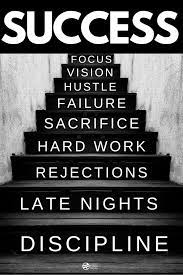 SUCCESS
FOCUS
VISION
HUSTLE
FAILURE
SACRIFICE
HARD WORK
REJECTIONS
LATE NIGHTS
DISCIPLINE